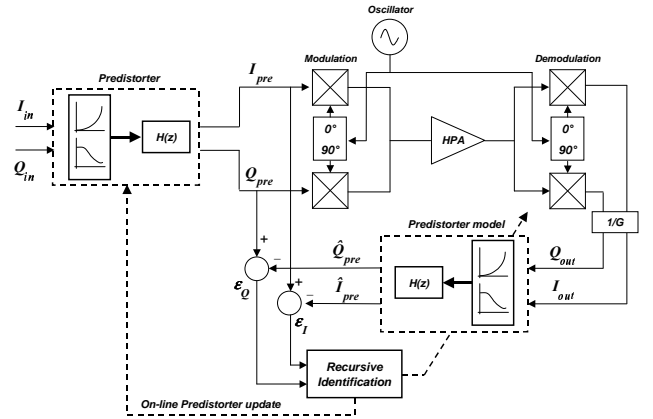 Oscillator
Modulation
Demodulation
Predistorter
I_pre
I_in
H(z)
0°
90°
HPA
0°
90°
Q_in
Q_pre
1/G
Predistorter model
+
−
Q̂_pre
Q_out
ε_Q
+
−
Î_pre
H(z)
I_out
ε_I
Recursive
Identification
On-line Predistorter update